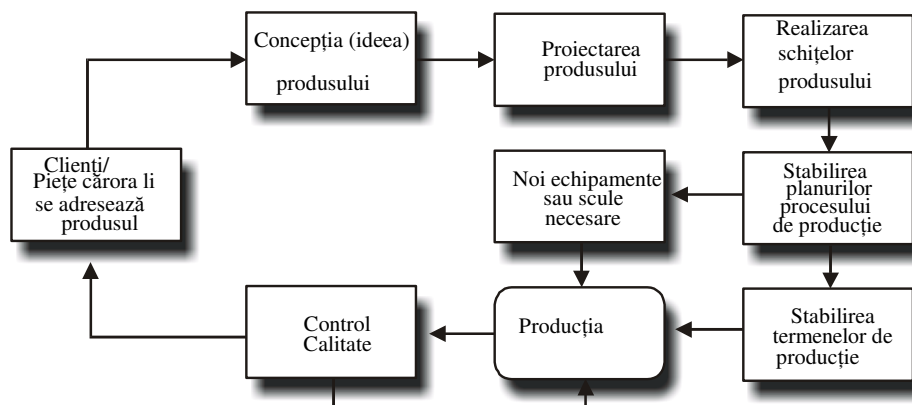 Concepția (ideea)
produsului
Proiectarea
produsului
Realizarea
schițelor
produsului
Clienți/
Piețe cărora li
se adresează
produsul
Noi echipamente
sau scule
necesare
Stabilirea
planurilor
procesului
de producție
Control
Calitate
Producția
Stabilirea
termenelor de
producție